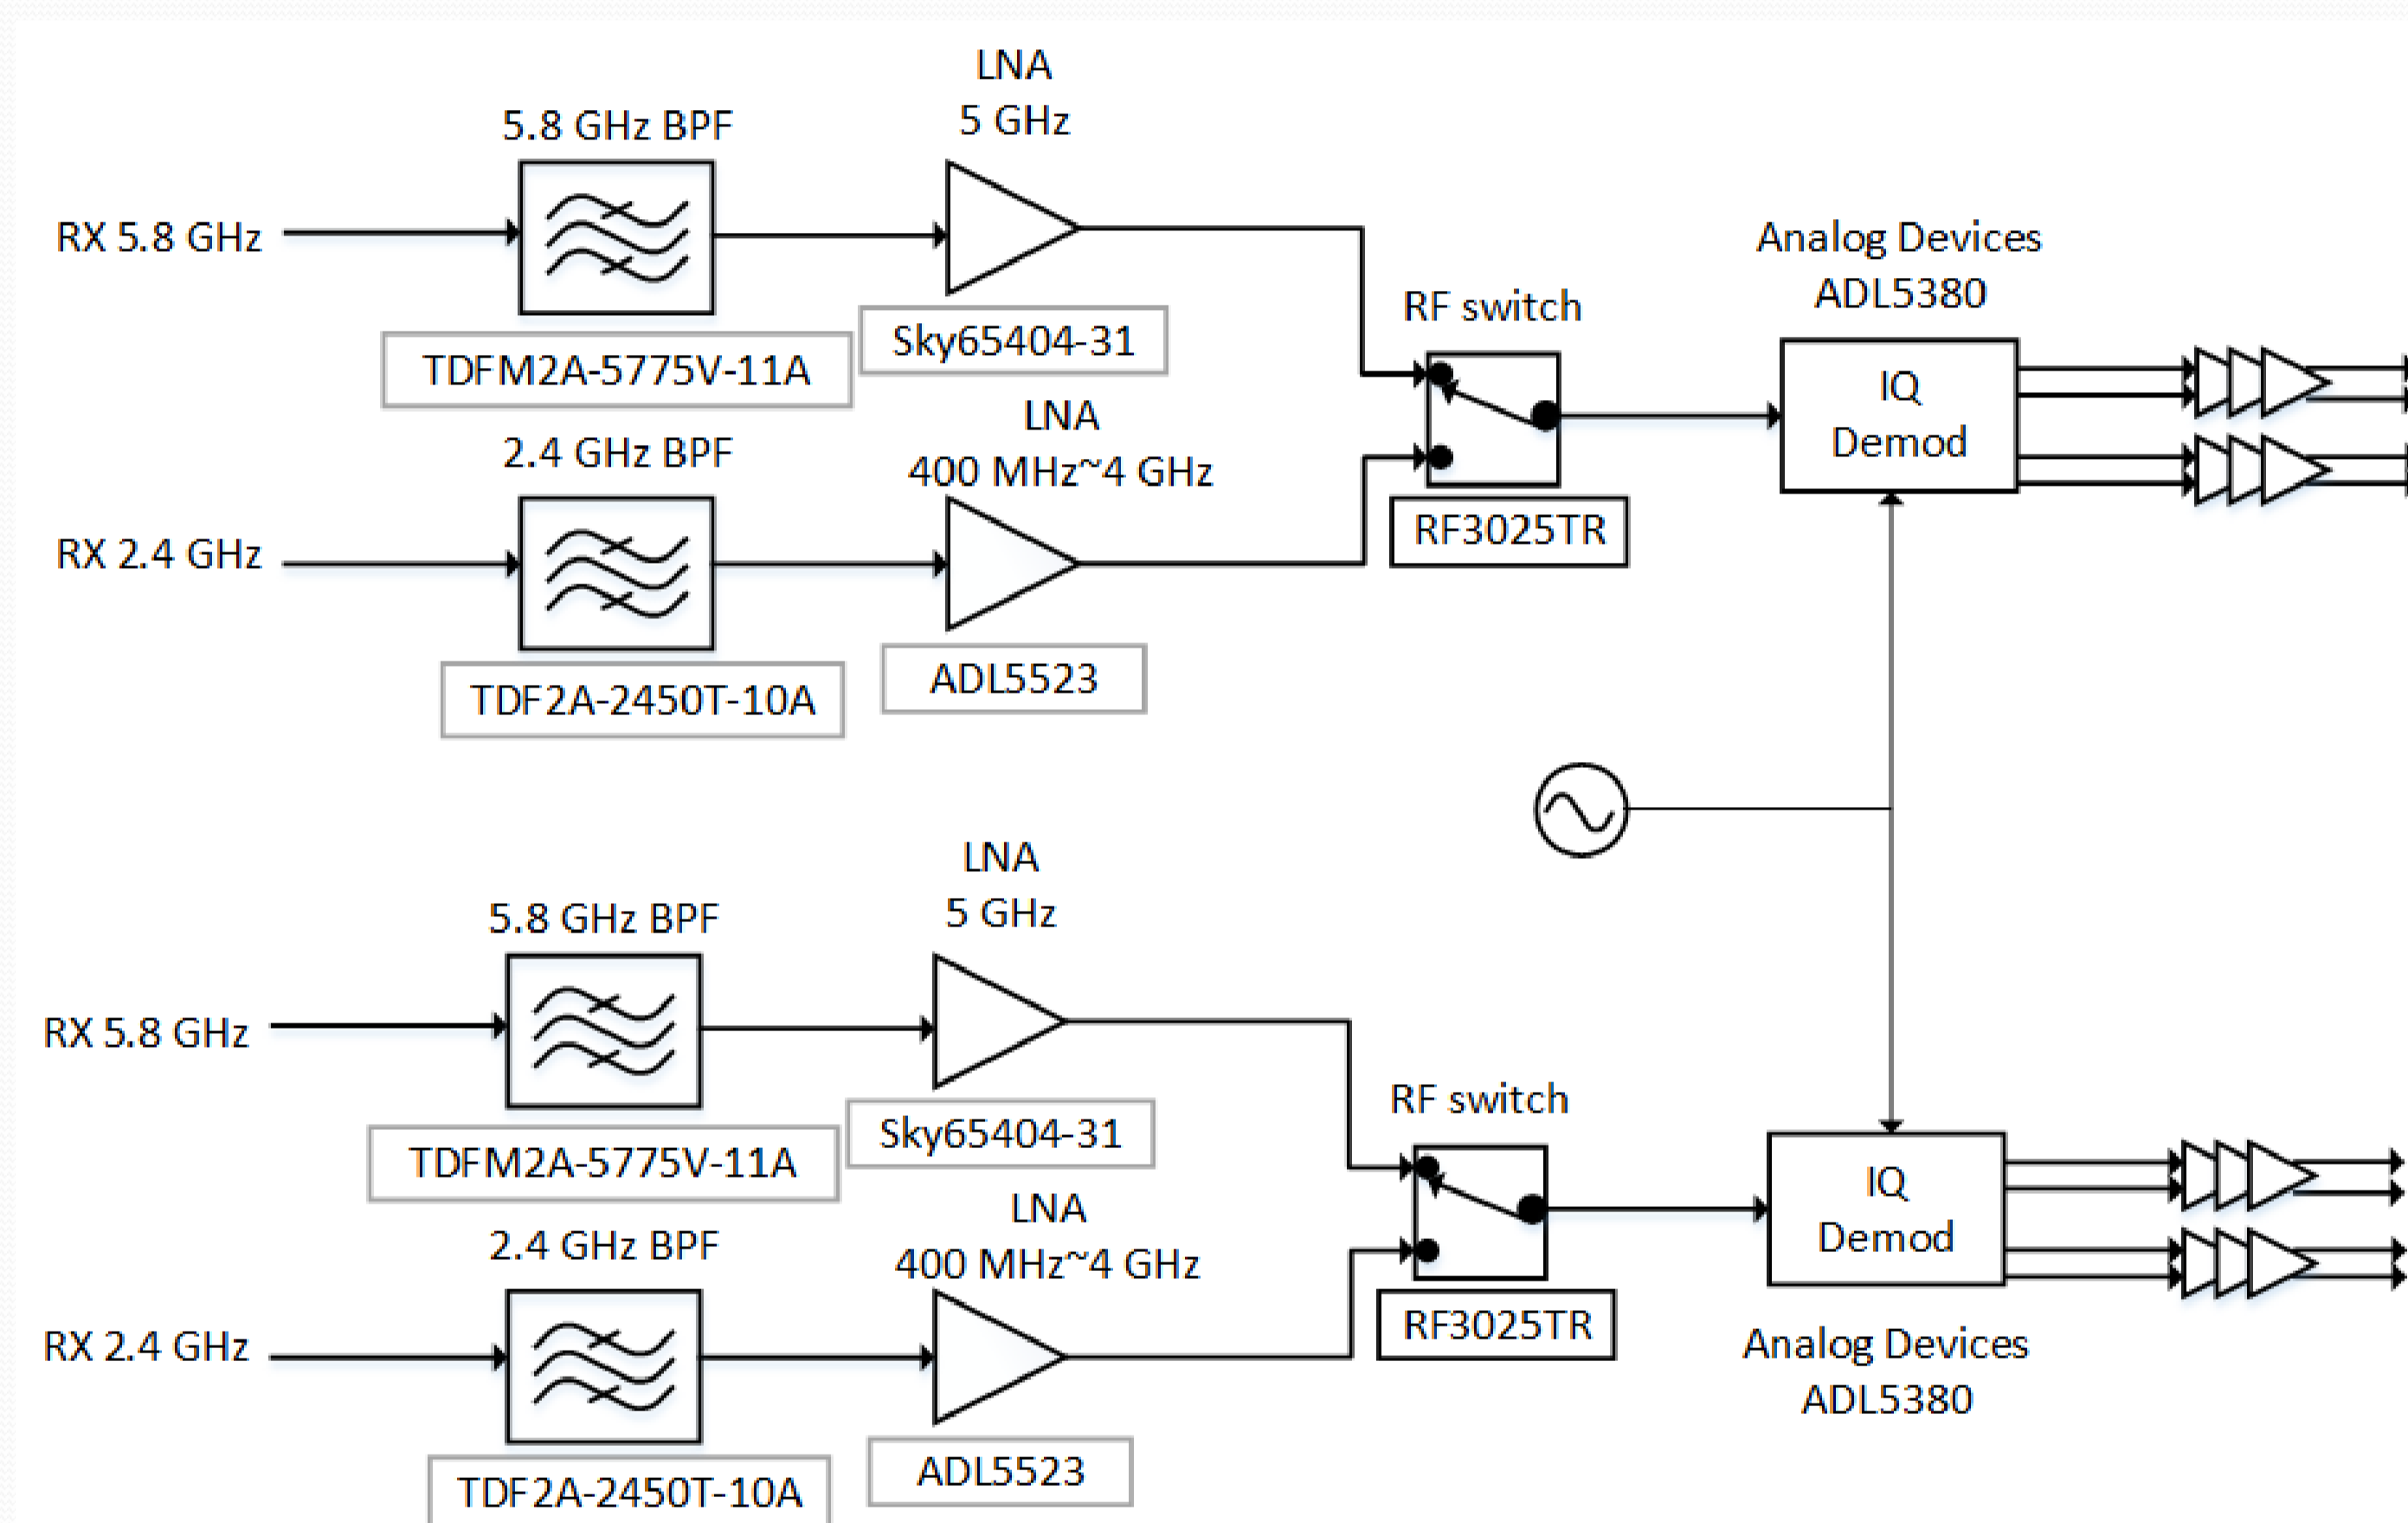 LNA
5 GHz
5.8 GHz BPF
RX 5.8 GHz
Sky65404-31
TDFM2A-5775V-11A
LNA
400 MHz~4 GHz
2.4 GHz BPF
RX 2.4 GHz
ADL5523
TDF2A-2450T-10A
RF switch
RF3025TR
Analog Devices
ADL5380
IQ
Demod
LNA
5 GHz
5.8 GHz BPF
RX 5.8 GHz
Sky65404-31
TDFM2A-5775V-11A
LNA
400 MHz~4 GHz
2.4 GHz BPF
RX 2.4 GHz
ADL5523
TDF2A-2450T-10A
RF switch
RF3025TR
IQ
Demod
Analog Devices
ADL5380